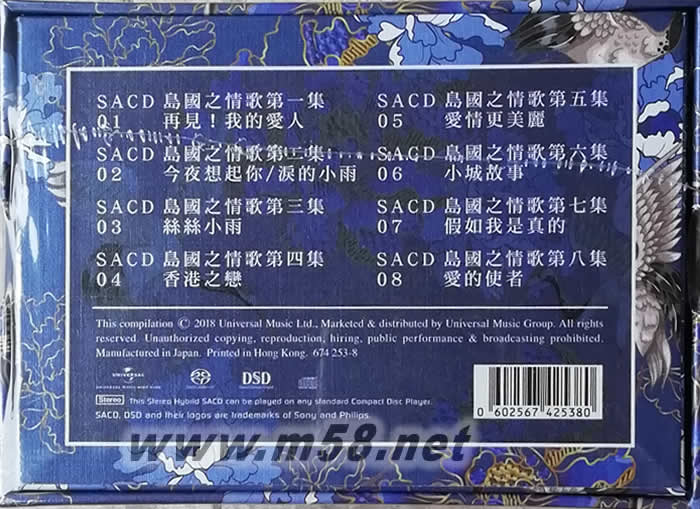 SACD 島國之情歌第一集
01 再見！我的愛人
SACD 島國之情歌第二集
02 今夜想起你/淚的小雨
SACD 島國之情歌第三集
03 絲絲小雨
SACD 島國之情歌第四集
04 香港之戀
SACD 島國之情歌第五集
05 愛情更美麗
SACD 島國之情歌第六集
06 小城故事
SACD 島國之情歌第七集
07 假如我是真的
SACD 島國之情歌第八集
08 愛的使者
This compilation © 2018 Universal Music Ltd., Marketed & distributed by Universal Music Group. All rights
reserved. Unauthorized copying, reproduction, hiring, public performance & broadcasting prohibited.
Manufactured in Japan. Printed in Hong Kong. 674 253-8
UNIVERSAL
DSD
Stereo This Stereo Hybrid SACD can be played on any standard Compact Disc Player.
SACD, DSD and their logos are trademarks of Sony and Philips.
0 602567 425380
www.m58.net